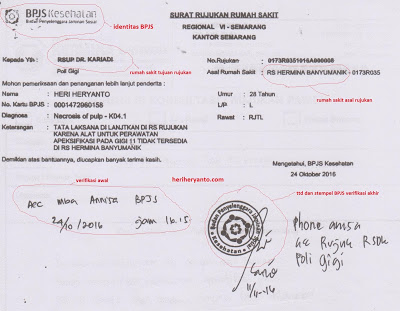 BPJS Kesehatan
Badan Penyelenggara Jaminan Sosial
identitas BPJS
SURAT RUJUKAN RUMAH SAKIT
REGIONAL VI - SEMARANG
KANTOR SEMARANG
Kepada Yth : RSUP DR. KARIADI
Poli Gigi
rumah sakit tujuan rujukan
No.Rujukan : 0173R0351016A000008
Asal Rumah Sakit : RS HERMINA BANYUMANIK - 0173R035
rumah sakit asal rujukan
Mohon pemeriksaan dan penanganan lebih lanjut penderita :
Nama : HERI HERYANTO
Umur : 28 Tahun
No. Kartu BPJS : 0001472960158
L/P : L
Diagnosa : Necrosis of pulp - K04.1
Rawat : RJTL
Keterangan : TATA LAKSANA DI LANJTKAN DI RS RUJUKAN
KARENA ALAT UNTUK PERAWATAN
APEKSIFIKASI PADA GIGI 11 TIDAK TERSEDIA
DI RS HERMINA BANYUMANIK
Demikian atas bantuannya, diucapkan banyak terima kasih.
Mengetahui, BPJS Kesehatan
24 Oktober 2016
verifikasi awal
heriheryanto.com
ttd dan stempel BPJS verifikasi akhir
Acc Mba Annisa BPJS
24/10/2016 jam 16.15
Badan Penyelenggara Jaminan
Phone anisa
Acc Rujuk RSDK
Poli gigi